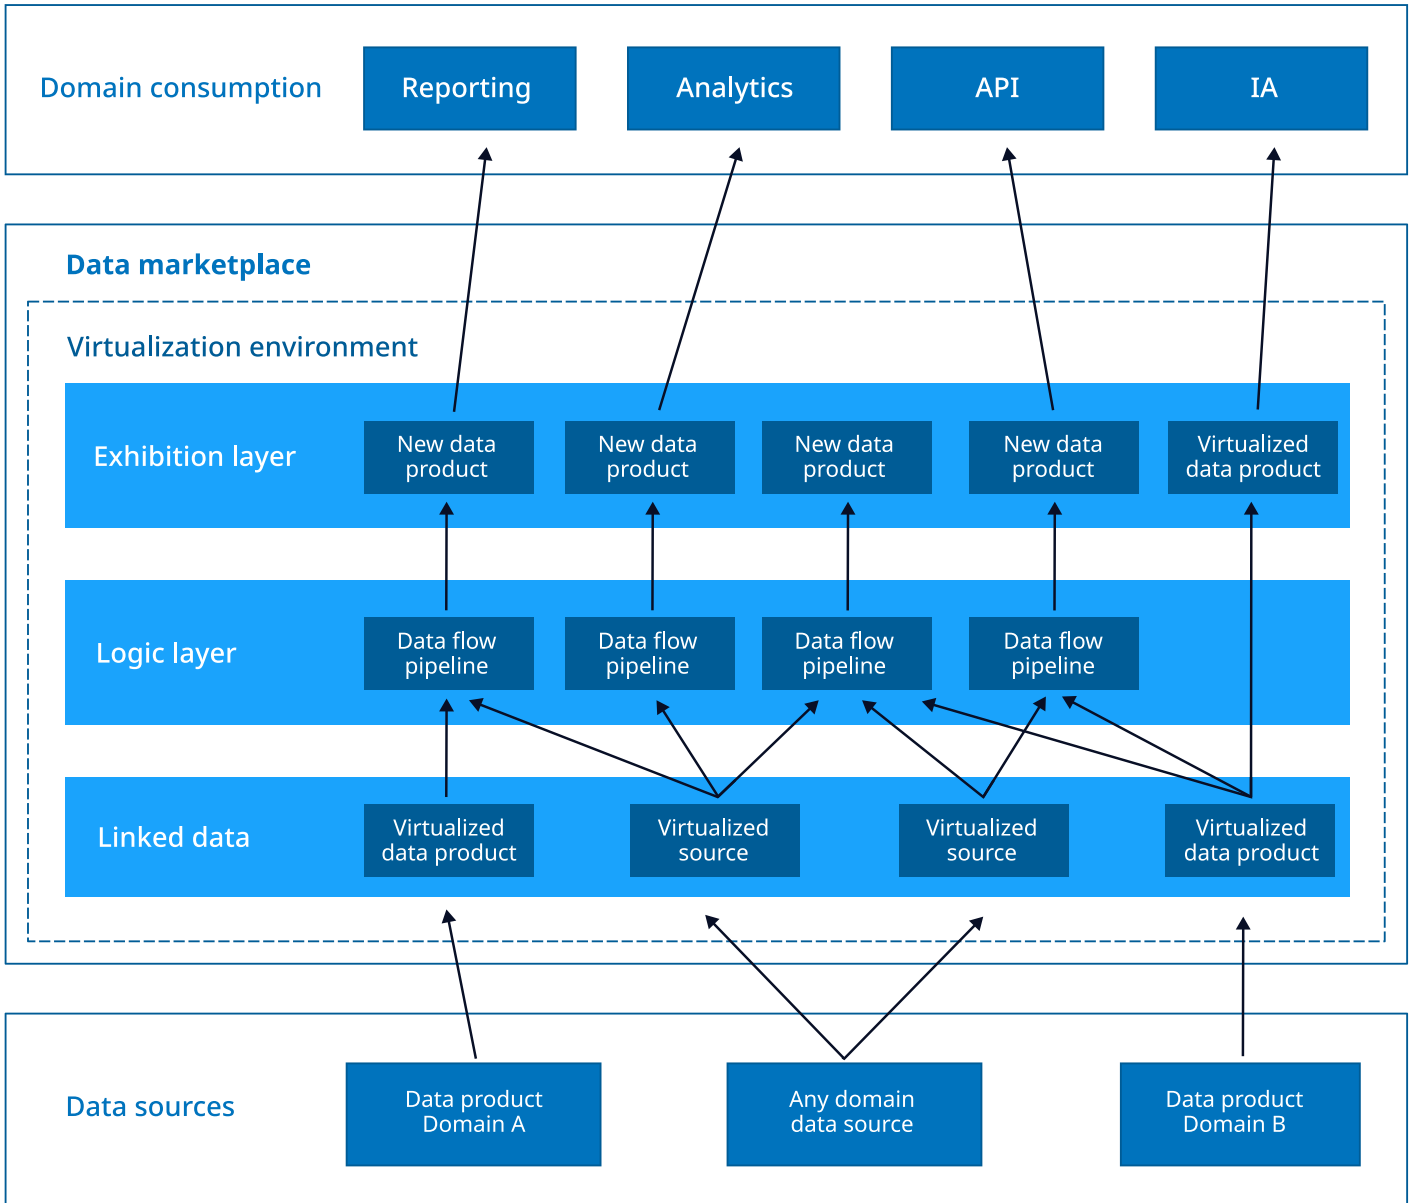 Domain consumption
Reporting
Analytics
API
IA
Data marketplace
Virtualization environment
Exhibition layer
New data
product
New data
product
New data
product
New data
product
Virtualized
data product
Logic layer
Data flow
pipeline
Data flow
pipeline
Data flow
pipeline
Data flow
pipeline
Linked data
Virtualized
data product
Virtualized
source
Virtualized
source
Virtualized
data product
Data sources
Data product
Domain A
Any domain
data source
Data product
Domain B